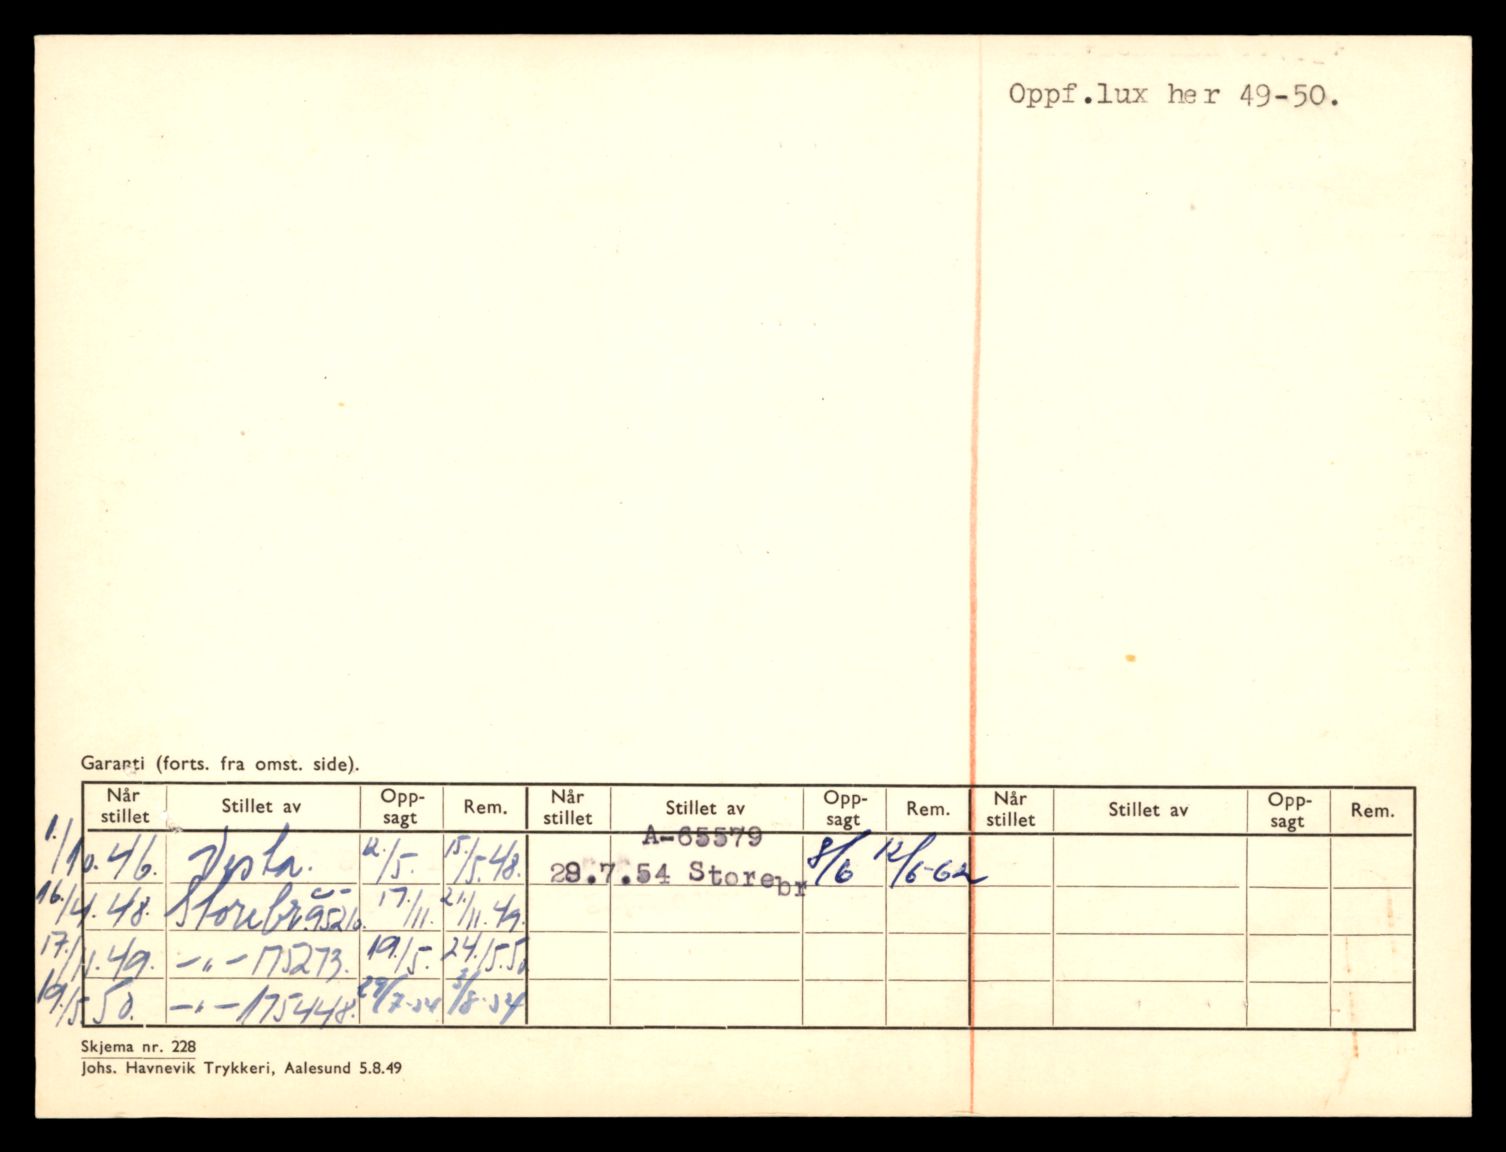 Oppf.lux her 49-50.
Garanti (forts. fra omst. side).
Når stillet Stillet av Opp-sagt Rem. Når stillet Stillet av Opp-sagt Rem. Når stillet Stillet av Opp-sagt Rem.
A-65579
1./10.46. Vesta. 12./5. 15./5.48. 29.7.54 Storebr 8/6 12/6-62
16./4.48. Storebr. 17./11. 21./11.49.
17./11.49. -"- 175273. 19./5. 24./5.50
19./5.50. -"- 175448. 29/7-54 3/8-54
Skjema nr. 228
Johs. Havnevik Trykkeri, Aalesund 5.8.49